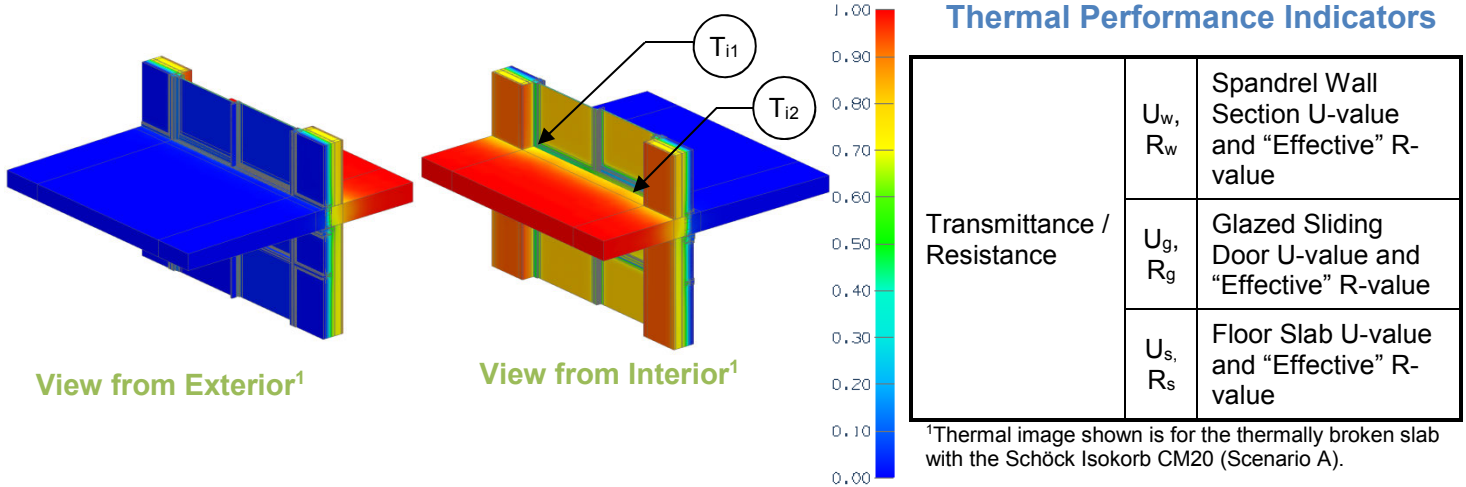 Thermal Performance Indicators
Ti1
Ti2
View from Exterior1
View from Interior1
1.00
0.90
0.80
0.70
0.60
0.50
0.40
0.30
0.20
0.10
0.00
Transmittance /
Resistance
Uw,
Rw
Spandrel Wall
Section U-value
and “Effective” R-
value
Ug,
Rg
Glazed Sliding
Door U-value and
“Effective” R-value
Us,
Rs
Floor Slab U-value
and “Effective” R-
value
1Thermal image shown is for the thermally broken slab
with the Schöck Isokorb CM20 (Scenario A).